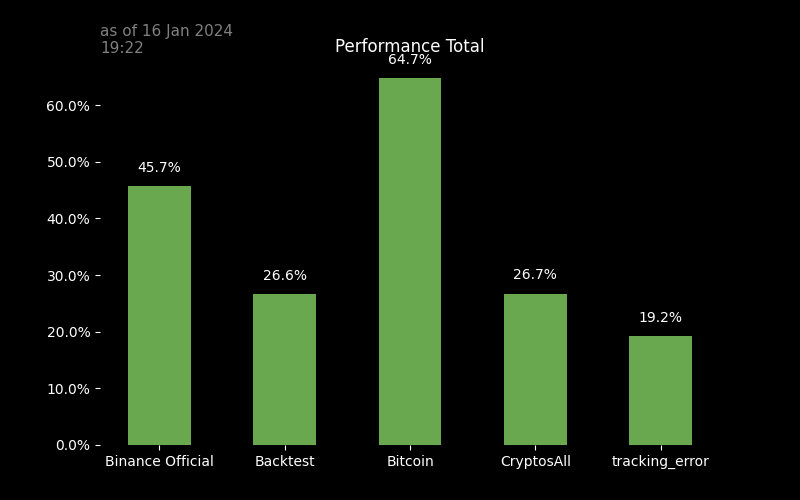 as of 16 Jan 2024
19:22
Performance Total
64.7%
60.0%
50.0%
45.7%
40.0%
30.0%
26.6%
26.7%
20.0%
19.2%
10.0%
0.0%
Binance Official
Backtest
Bitcoin
CryptosAll
tracking_error